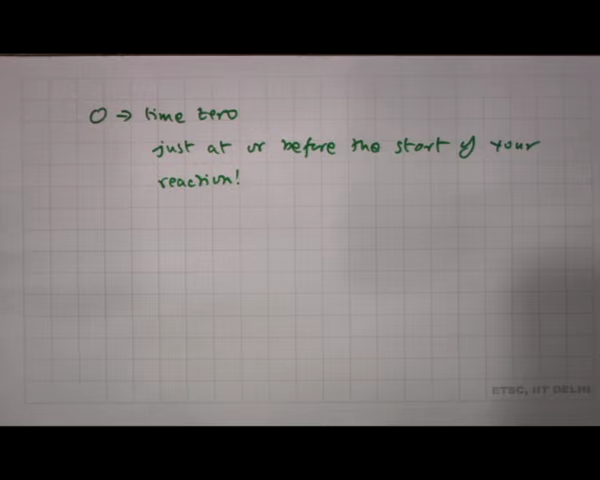 0 → time zero
just at or before the start of your
reaction!
ETSC, IIT DELHI